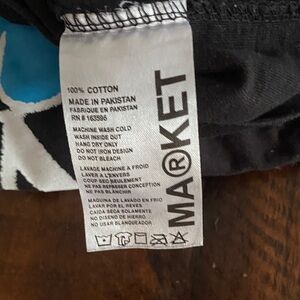 100% COTTON
MADE IN PAKISTAN
FABRIQUE EN PAKISTAN
RN # 163595
MACHINE WASH COLD
WASH INSIDE OUT
HANG DRY ONLY
DO NOT IRON DESIGN
DO NOT BLEACH
LAVAGE MACHINE A FROID
LAVER A L'ENVERS
COUP SEC SEULEMENT
NE PAS REPASSER CONCEPTION
NE PAS BLANCHIR
MAQUINA DE LAVADO EN FRIO
LAVAR POR EL REVES
CAIDA SECA SOLAMENTE
NO DISENO DE HIERRO
NO USAR BLANQUEADOR
MA®KET